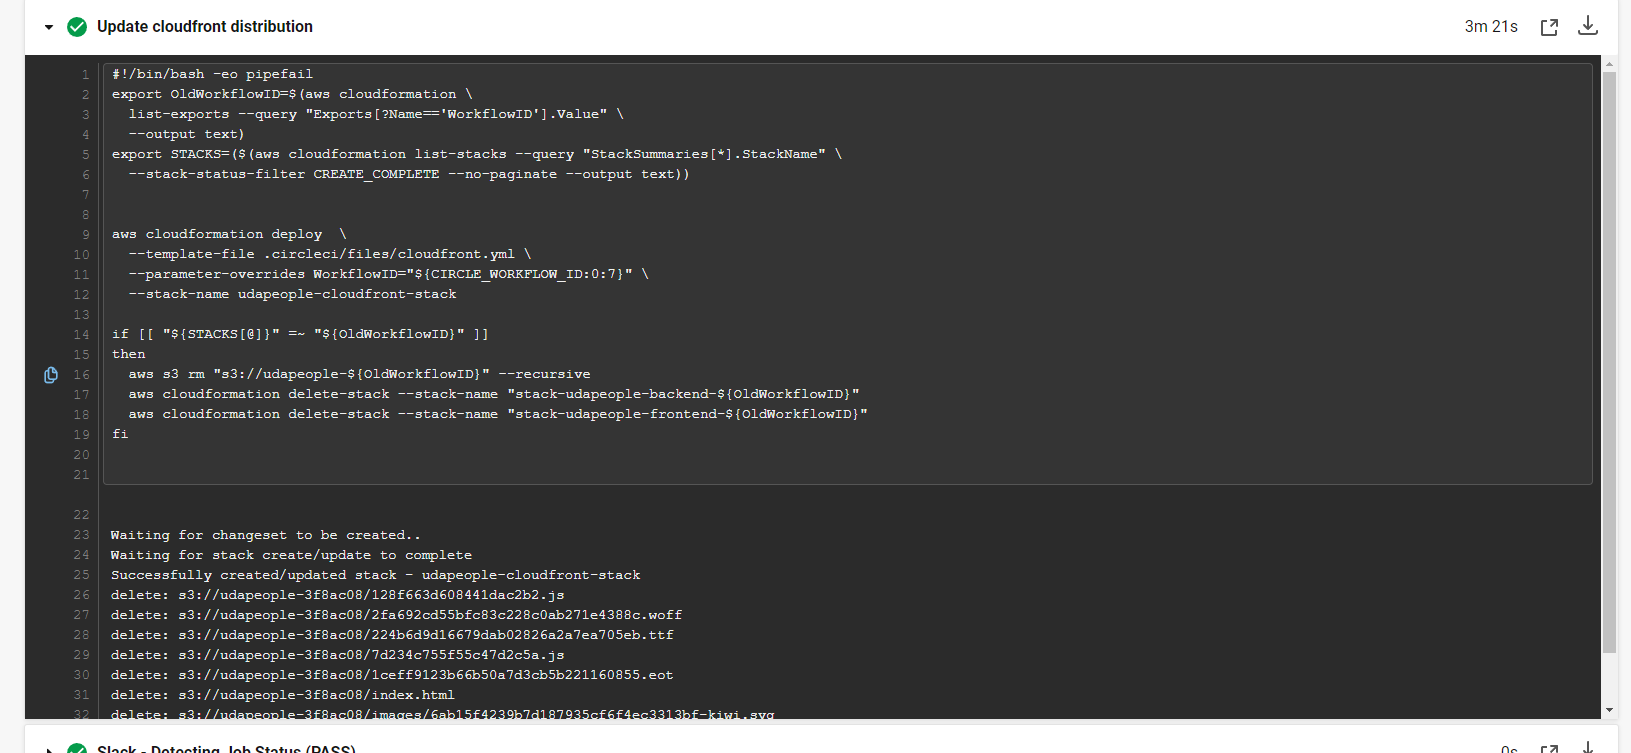 Update cloudfront distribution
3m 21s
1 #!/bin/bash -eo pipefail
2 export OldWorkflowID=$(aws cloudformation \
3 list-exports --query "Exports[?Name=='WorkflowID'].Value" \
4 --output text)
5 export STACKS=($(aws cloudformation list-stacks --query "StackSummaries[*].StackName" \
6 --stack-status-filter CREATE_COMPLETE --no-paginate --output text))
7
8
9 aws cloudformation deploy \
10 --template-file .circleci/files/cloudfront.yml \
11 --parameter-overrides WorkflowID="${CIRCLE_WORKFLOW_ID:0:7}" \
12 --stack-name udapeople-cloudfront-stack
13
14 if [[ "${STACKS[@]}" =~ "${OldWorkflowID}" ]]
15 then
16 aws s3 rm "s3://udapeople-${OldWorkflowID}" --recursive
17 aws cloudformation delete-stack --stack-name "stack-udapeople-backend-${OldWorkflowID}"
18 aws cloudformation delete-stack --stack-name "stack-udapeople-frontend-${OldWorkflowID}"
19 fi
20
21
22
23 Waiting for changeset to be created..
24 Waiting for stack create/update to complete
25 Successfully created/updated stack - udapeople-cloudfront-stack
26 delete: s3://udapeople-3f8ac08/128f663d608441dac2b2.js
27 delete: s3://udapeople-3f8ac08/2fa692cd55bfc83c228c0ab271e4388c.woff
28 delete: s3://udapeople-3f8ac08/224b6d9d16679dab02826a2a7ea705eb.ttf
29 delete: s3://udapeople-3f8ac08/7d234c755f55c47d2c5a.js
30 delete: s3://udapeople-3f8ac08/1ceff9123b66b50a7d3cb5b221160855.eot
31 delete: s3://udapeople-3f8ac08/index.html
32 delete: s3://udapeople-3f8ac08/images/6ab15f4239b7d187935cf6f4ec3313bf-kiwi.svg
Slack - Detecting Job Status (PASS)
0s